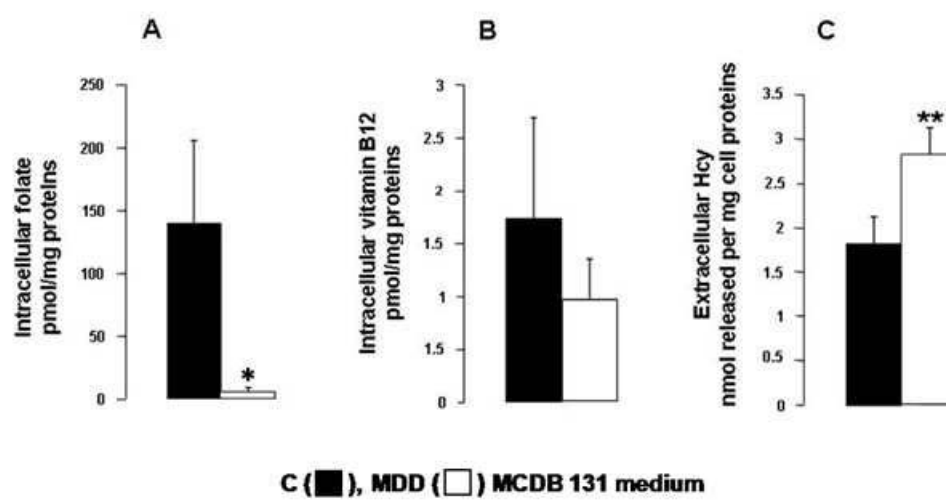 A
B
C
Intracellular folate
pmol/mg proteins
250
200
150
100
50
0
*
Intracellular vitamin B12
pmol/mg proteins
3
2.5
2
1.5
1
1.5
0
Extracellular Hcy
nmol released per mg cell proteins
3.5
3
2.5
2
1.5
1
0.5
0
**
C (■), MDD (□) MCDB 131 medium